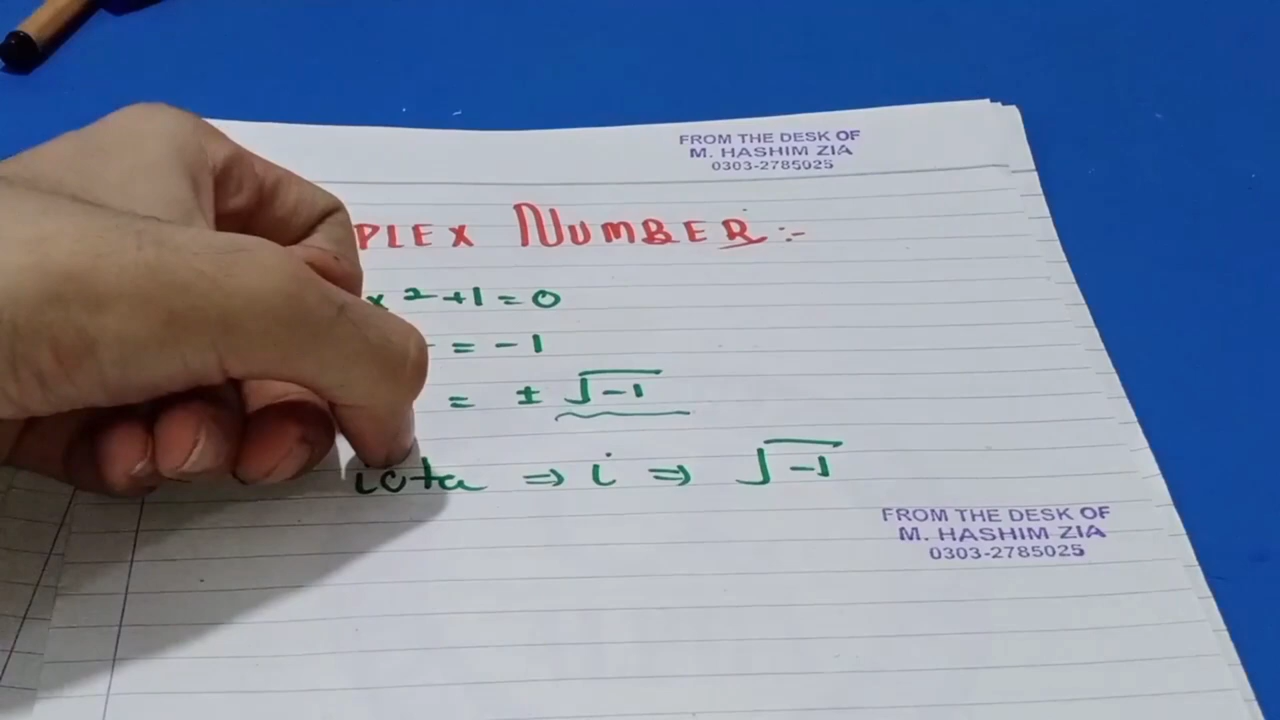 FROM THE DESK OF
M. HASHIM ZIA
0303-2785025
PLEX NUMBER:-
x²+1=0
= -1
= ± √-1
iota ⇒ i ⇒ √-1
FROM THE DESK OF
M. HASHIM ZIA
0303-2785025